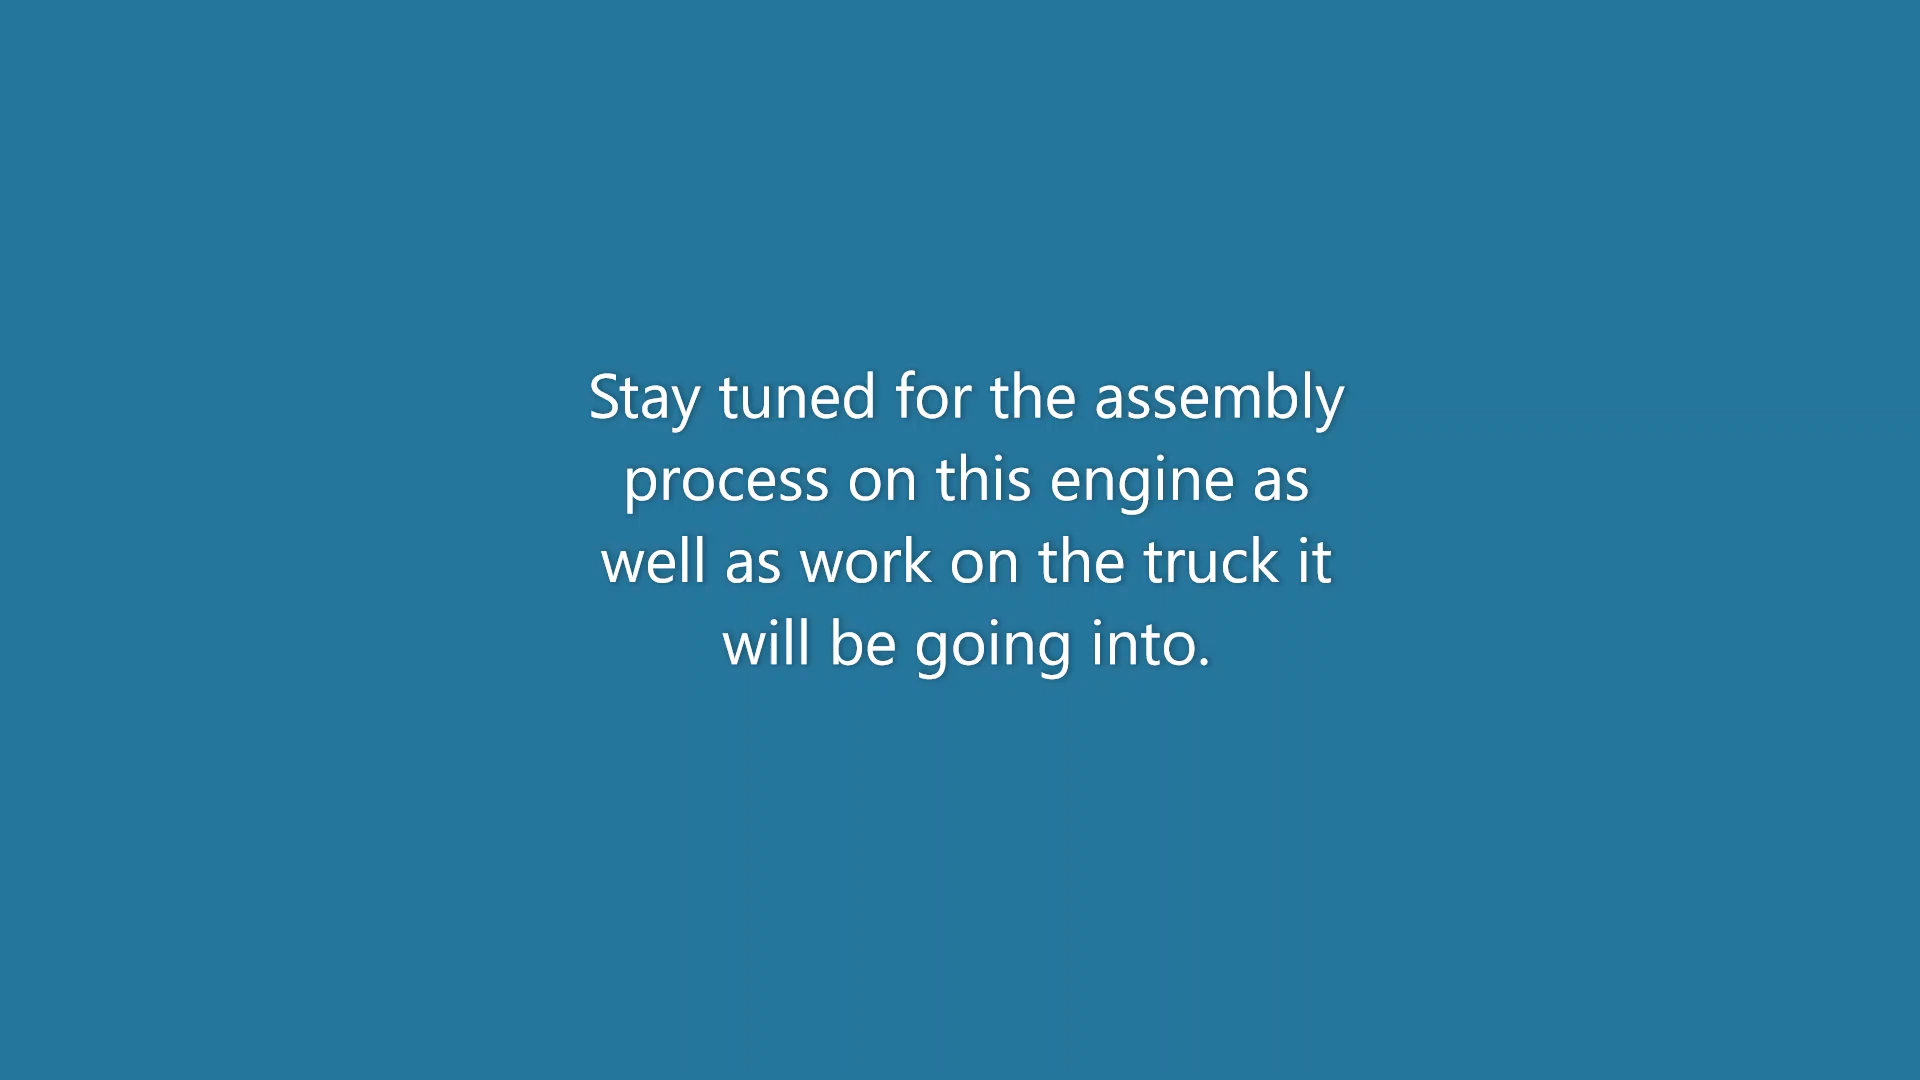 Stay tuned for the assembly
process on this engine as
well as work on the truck it
will be going into.